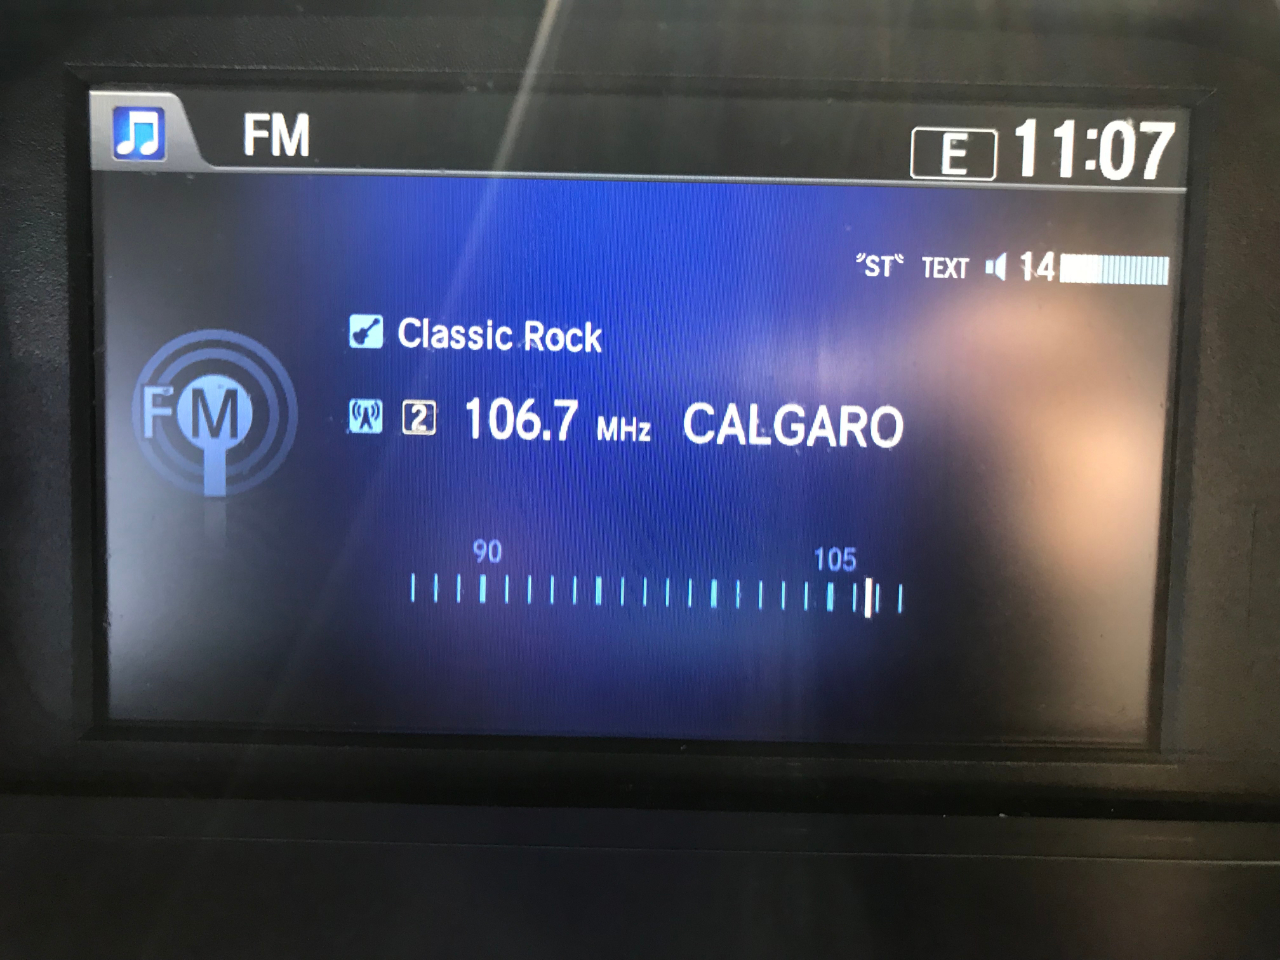 FM E 11:07
"ST" TEXT 14
Classic Rock
FM 2 106.7 MHz CALGARO
90 105